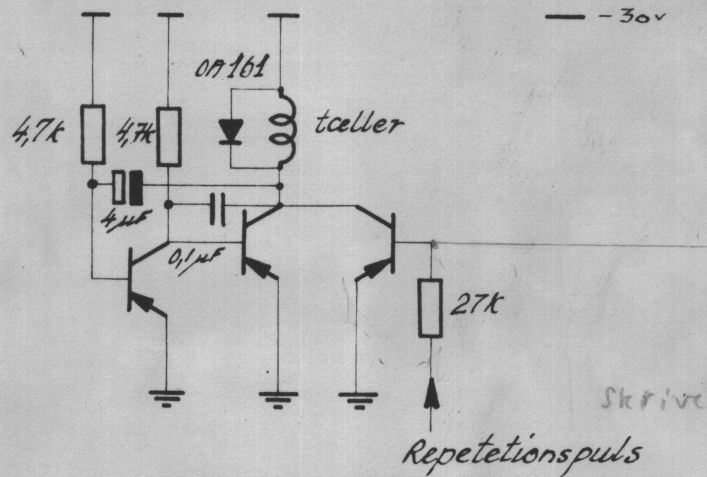 - 30v
OA161
4,7k
4,7k
tæller
4µF
0,1µF
27k
Skrive
Repetetionspuls